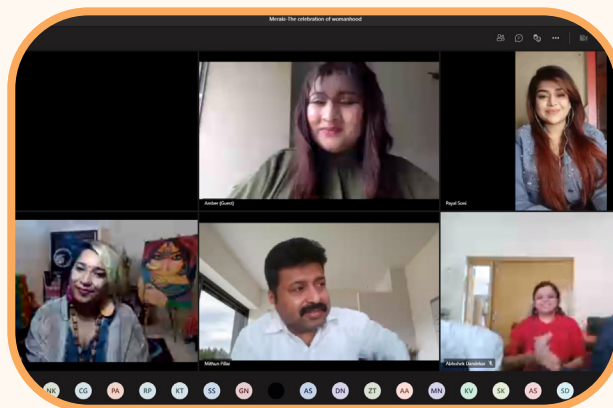 Meraki-The celebration of womanhood
Amber (Guest)
Payal Soni
Mithun Pillai
Abhishek Dandekar
NK CG PA RP KT SS GN AS DN ZT AA MN KV SK AS SD